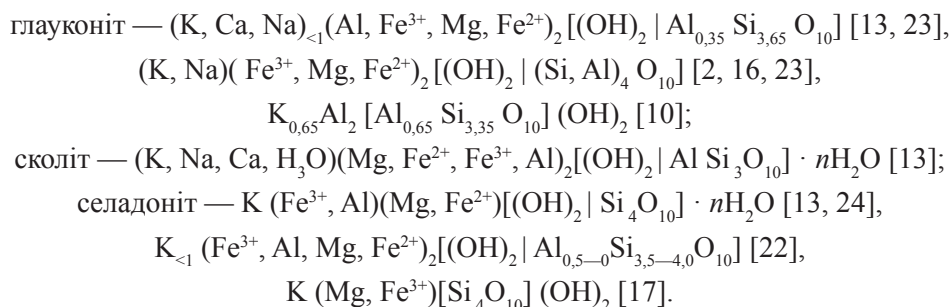 глауконіт — (K, Ca, Na)<1(Al, Fe³⁺, Mg, Fe²⁺)₂[(OH)₂ | Al₀,₃₅ Si₃,₆₅ O₁₀] [13, 23],
(K, Na)( Fe³⁺, Mg, Fe²⁺)₂[(OH)₂ | (Si, Al)₄ O₁₀] [2, 16, 23],
K₀,₆₅Al₂ [Al₀,₆₅ Si₃,₃₅ O₁₀] (OH)₂ [10];
сколіт — (K, Na, Ca, H₃O)(Mg, Fe²⁺, Fe³⁺, Al)₂[(OH)₂ | Al Si₃O₁₀] · nH₂O [13];
селадоніт — K (Fe³⁺, Al)(Mg, Fe²⁺)[(OH)₂ | Si₄O₁₀] · nH₂O [13, 24],
K<1 (Fe³⁺, Al, Mg, Fe²⁺)₂[(OH)₂ | Al₀,₅—₀Si₃,₅—₄,₀O₁₀] [22],
K (Mg, Fe³⁺)[Si₄O₁₀] (OH)₂ [17].